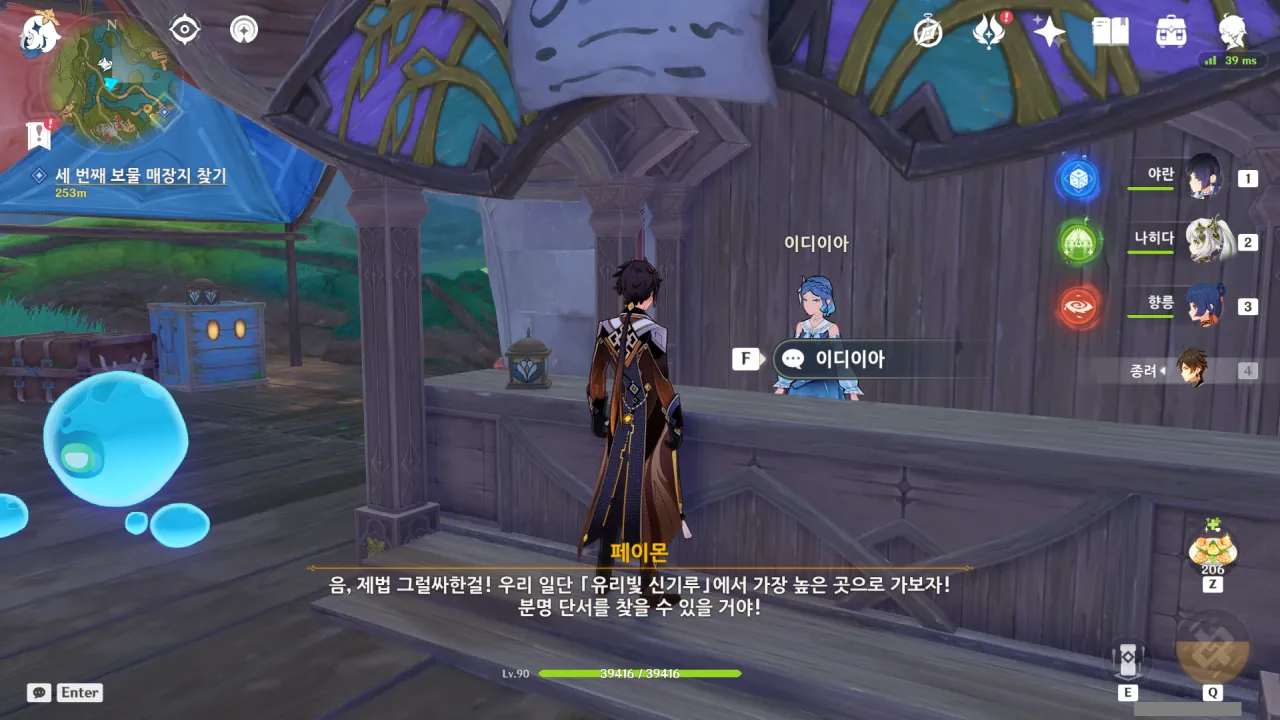 N
39 ms
세 번째 보물 매장지 찾기
253m
야란
1
나히다
2
향릉
3
종려
4
이디이아
F
이디이아
페이몬
음, 제법 그럴싸한걸! 우리 일단 「유리빛 신기루」에서 가장 높은 곳으로 가보자!
분명 단서를 찾을 수 있을 거야!
206
Z
Lv.90
39416 / 39416
Enter
E
Q